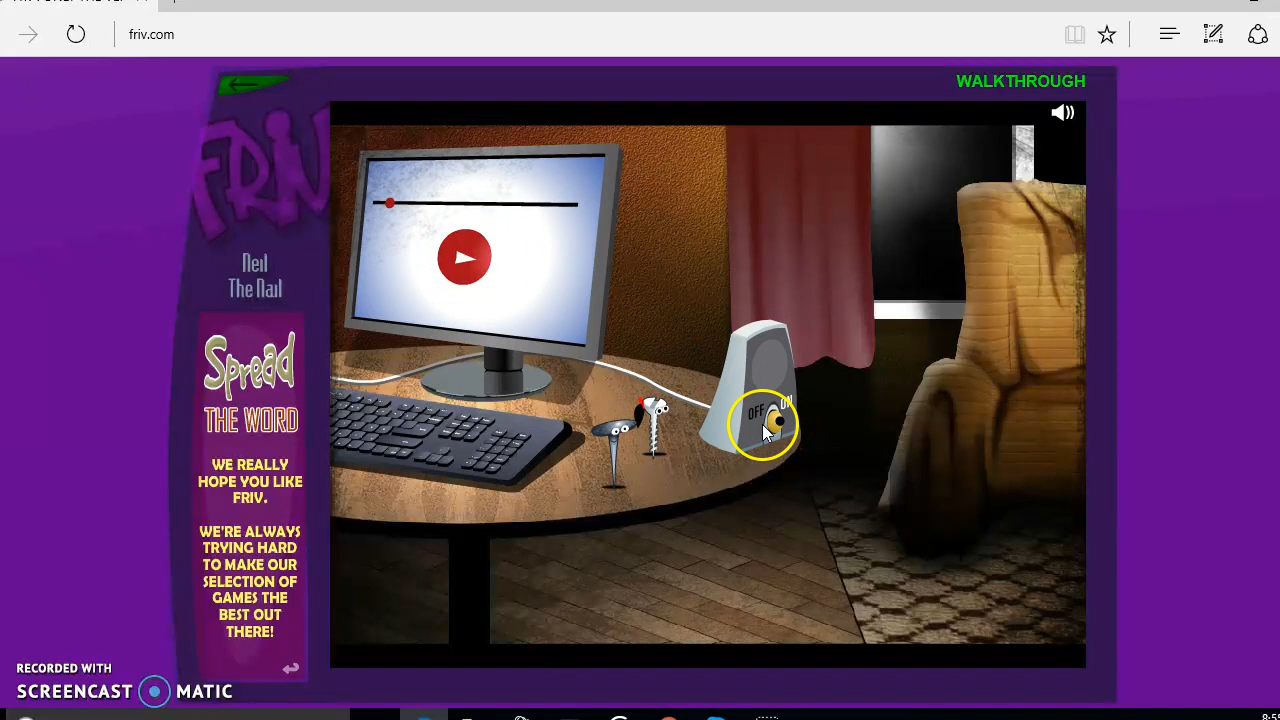 friv.com
WALKTHROUGH
FRIV
Neil
The Nail
Spread
THE WORD
WE REALLY
HOPE YOU LIKE
FRIV.
WE'RE ALWAYS
TRYING HARD
TO MAKE OUR
SELECTION OF
GAMES THE
BEST OUT
THERE!
OFF
ON
RECORDED WITH
SCREENCAST MATIC